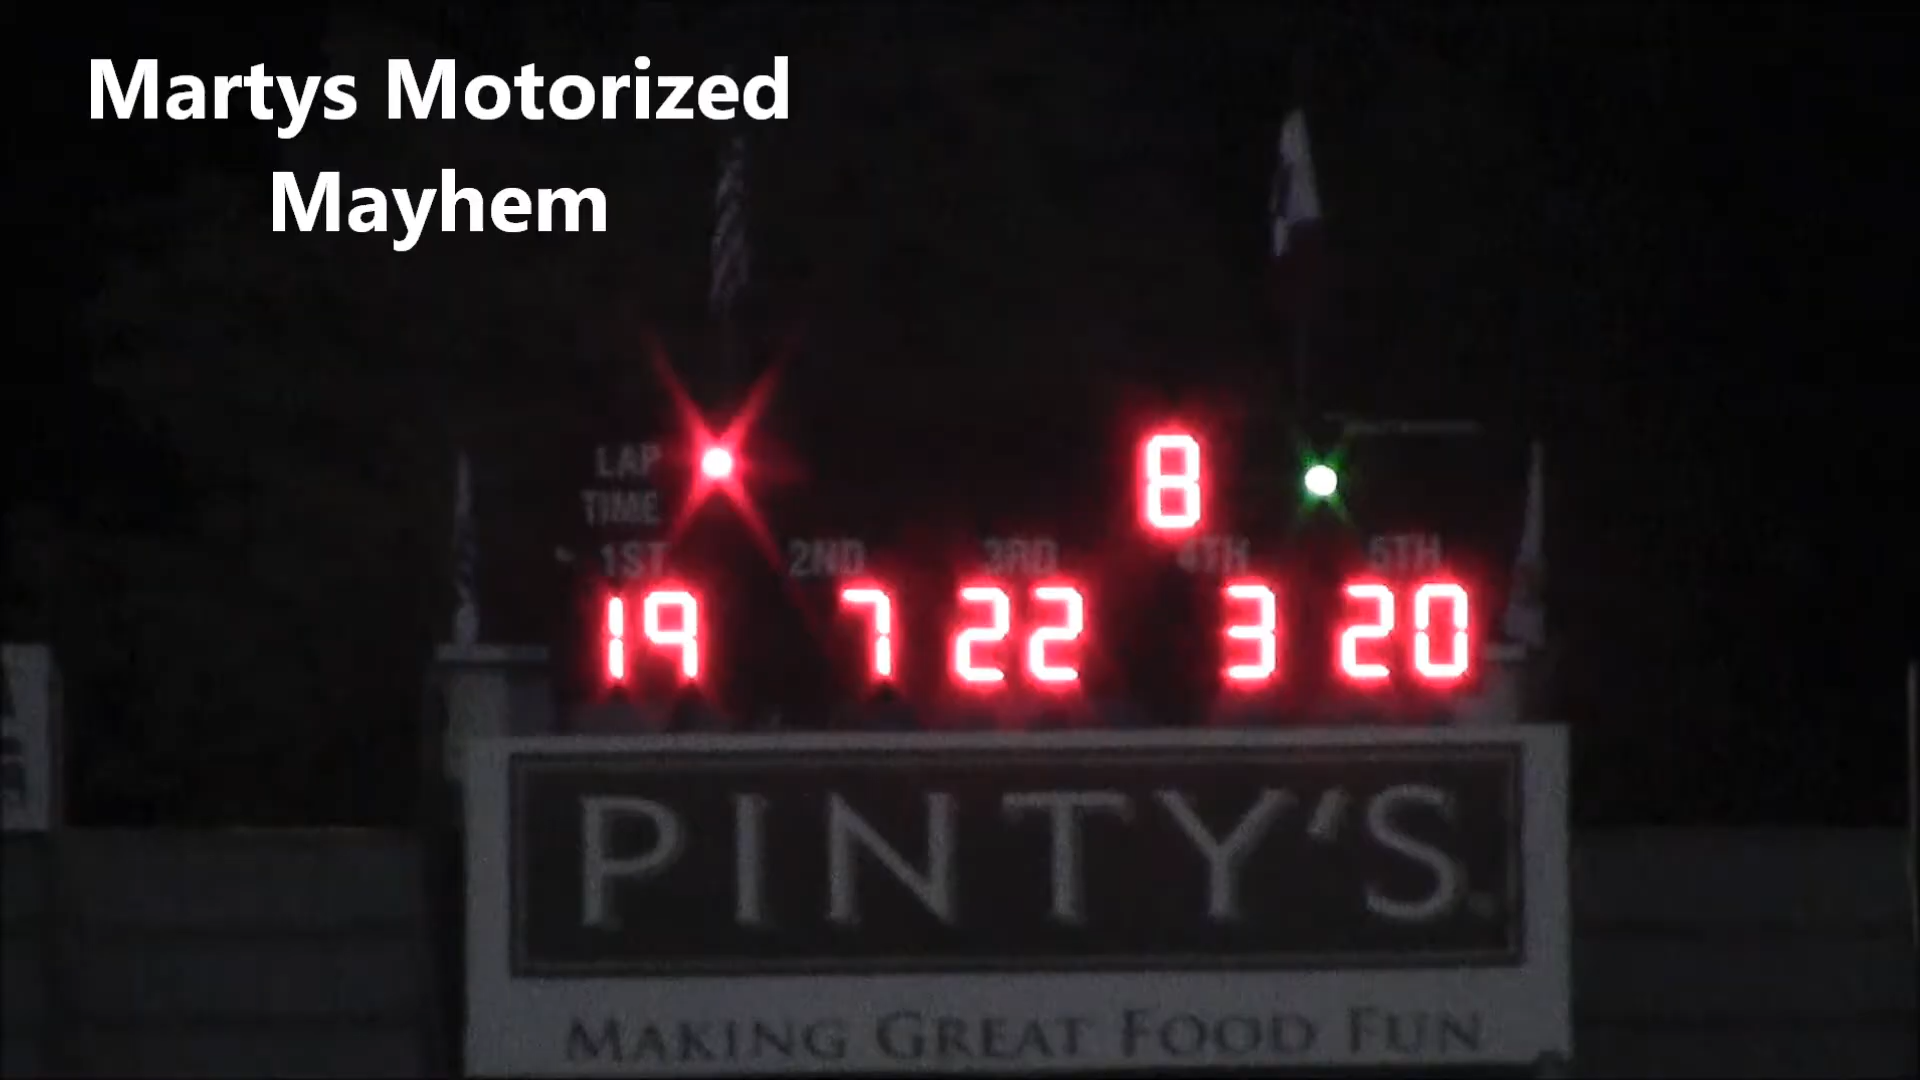 Martys Motorized
Mayhem
LAP
TIME
8
1ST 2ND 3RD 4TH 5TH
19 7 22 3 20
PINTY'S
MAKING GREAT FOOD FUN